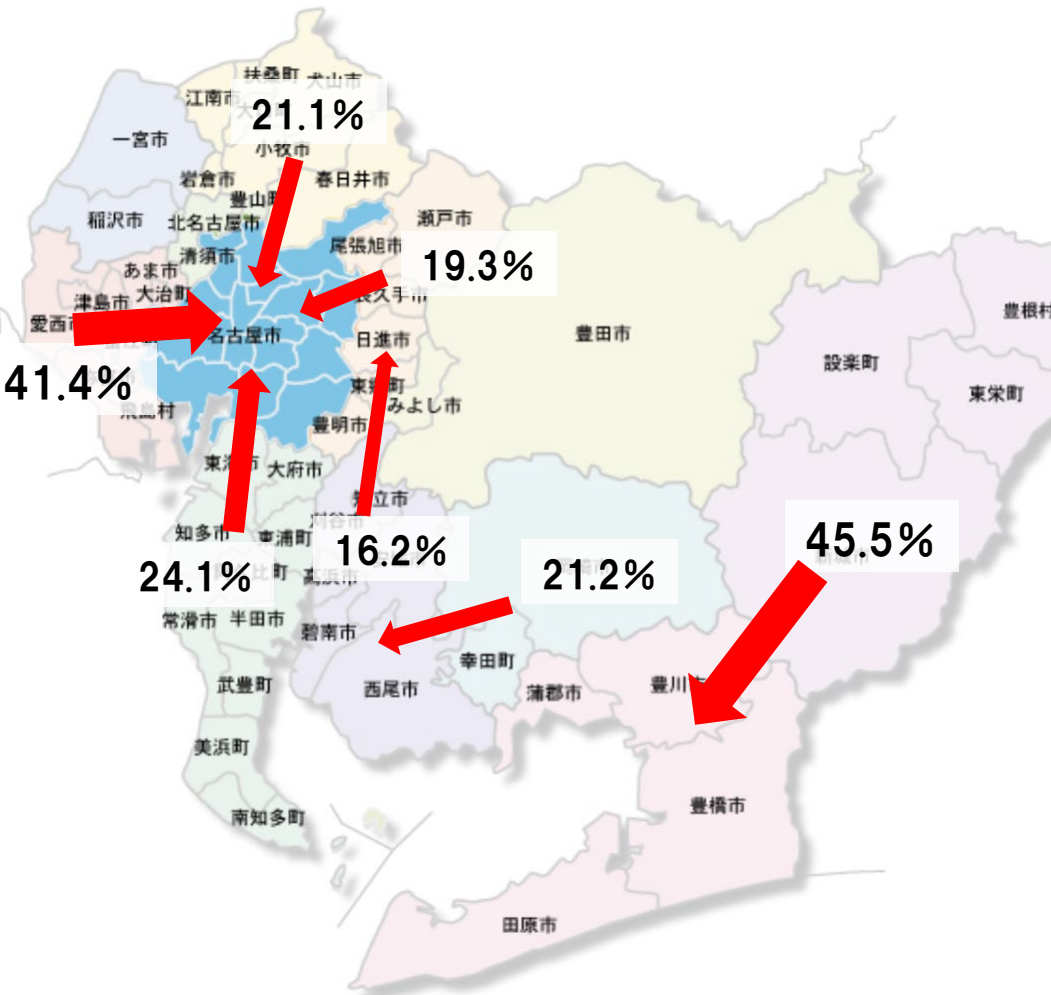 扶桑町
犬山市
江南市
21.1%
一宮市
小牧市
岩倉市
春日井市
豊山町
稲沢市
北名古屋市
瀬戸市
尾張旭市
清須市
19.3%
あま市
大治町
長久手市
津島市
豊根村
愛西市
名古屋市
豊田市
日進市
設楽町
41.4%
東郷町
東栄町
みよし市
飛島村
豊明市
東海市
大府市
知立市
刈谷市
知多市
東浦町
45.5%
16.2%
新城市
24.1%
21.2%
高浜市
常滑市
半田市
碧南市
幸田町
西尾市
武豊町
蒲郡市
豊川市
美浜町
豊橋市
南知多町
田原市